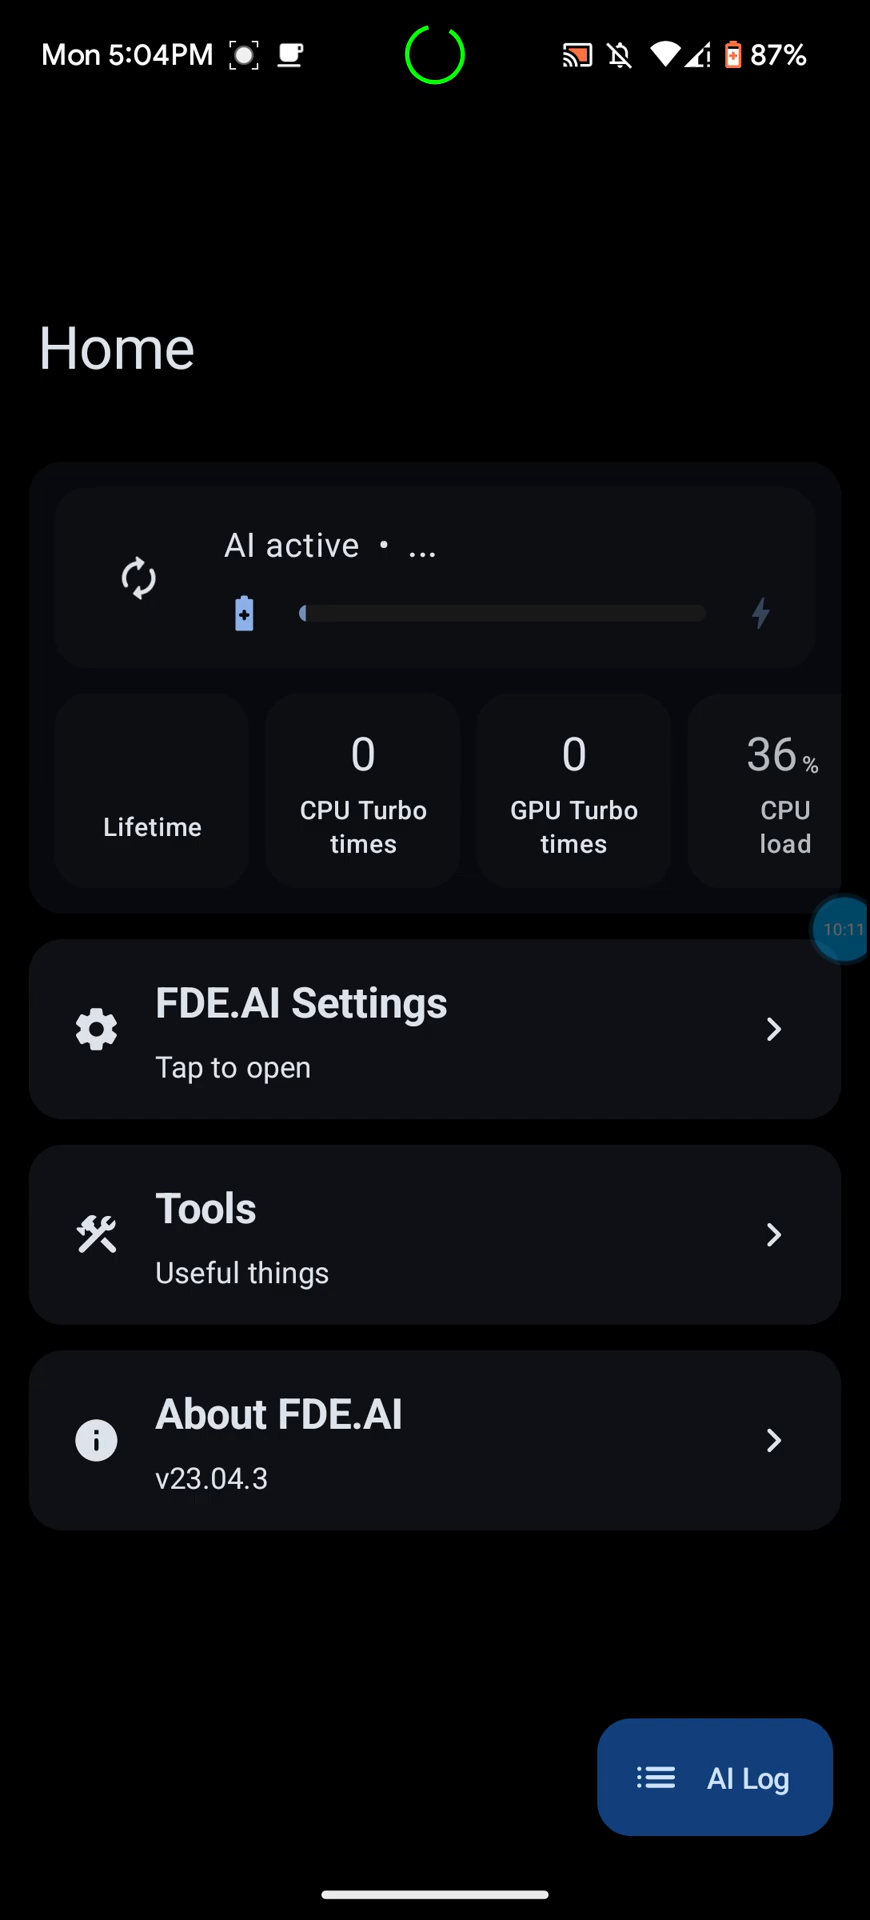 Mon 5:04PM
87%
Home
AI active • ...
0
0
36%
Lifetime
CPU Turbo
times
GPU Turbo
times
CPU
load
10:11
FDE.AI Settings
Tap to open
Tools
Useful things
About FDE.AI
v23.04.3
AI Log